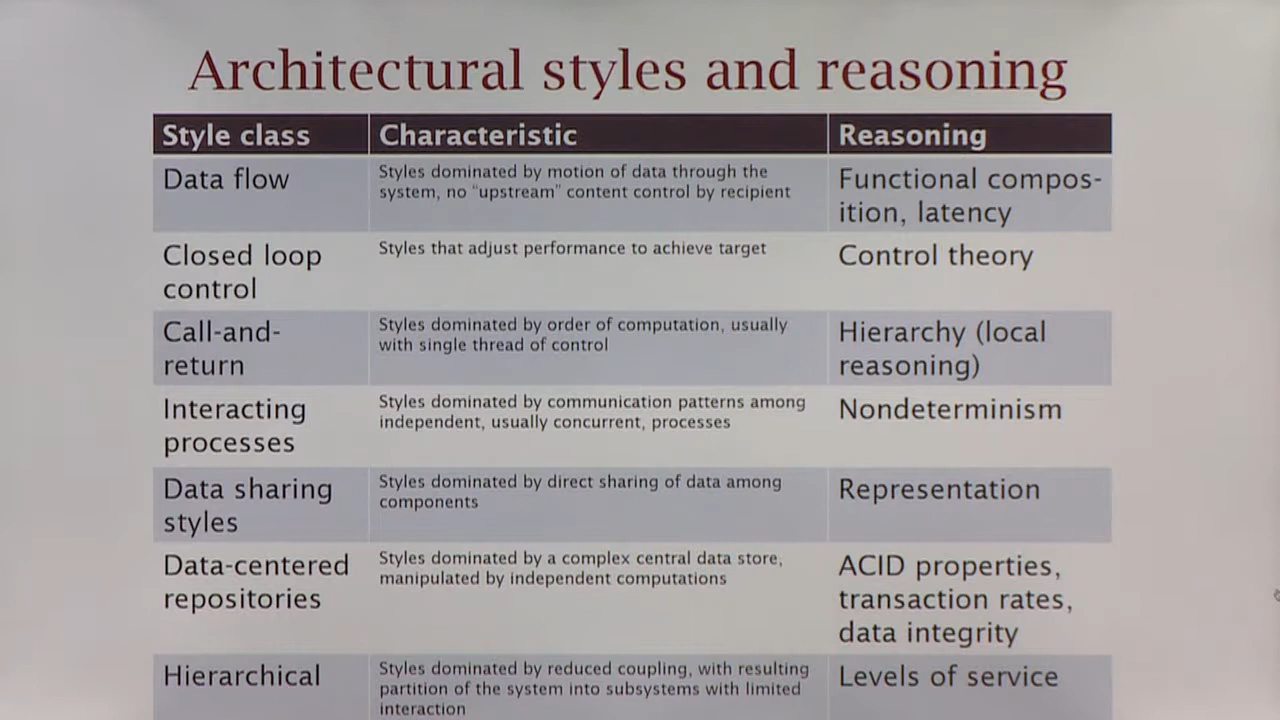 Architectural styles and reasoning
Style class
Characteristic
Reasoning
Data flow
Styles dominated by motion of data through the
system, no "upstream" content control by recipient
Functional compos-
ition, latency
Closed loop
control
Styles that adjust performance to achieve target
Control theory
Call-and-
return
Styles dominated by order of computation, usually
with single thread of control
Hierarchy (local
reasoning)
Interacting
processes
Styles dominated by communication patterns among
independent, usually concurrent, processes
Nondeterminism
Data sharing
styles
Styles dominated by direct sharing of data among
components
Representation
Data-centered
repositories
Styles dominated by a complex central data store,
manipulated by independent computations
ACID properties,
transaction rates,
data integrity
Hierarchical
Styles dominated by reduced coupling, with resulting
partition of the system into subsystems with limited
interaction
Levels of service